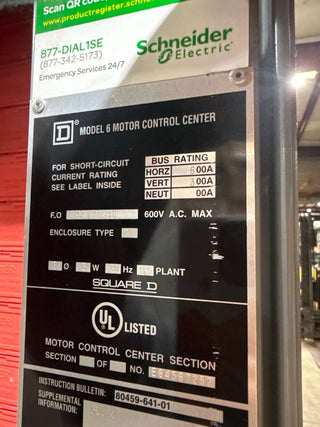 Scan QR
www.productregister.schn
877-DIAL1SE
(877-342-5173)
Emergency Services 24/7
Schneider
Electric
D
MODEL 6 MOTOR CONTROL CENTER
FOR SHORT-CIRCUIT
CURRENT RATING
SEE LABEL INSIDE
BUS RATING
HORZ 600A
VERT 300A
NEUT 00A
F.O
600V A.C. MAX
ENCLOSURE TYPE
Ø W Hz PLANT
SQUARE D
UL LISTED
MOTOR CONTROL CENTER SECTION
SECTION OF NO.
INSTRUCTION BULLETIN: 80459-641-01
SUPPLEMENTAL
INFORMATION: